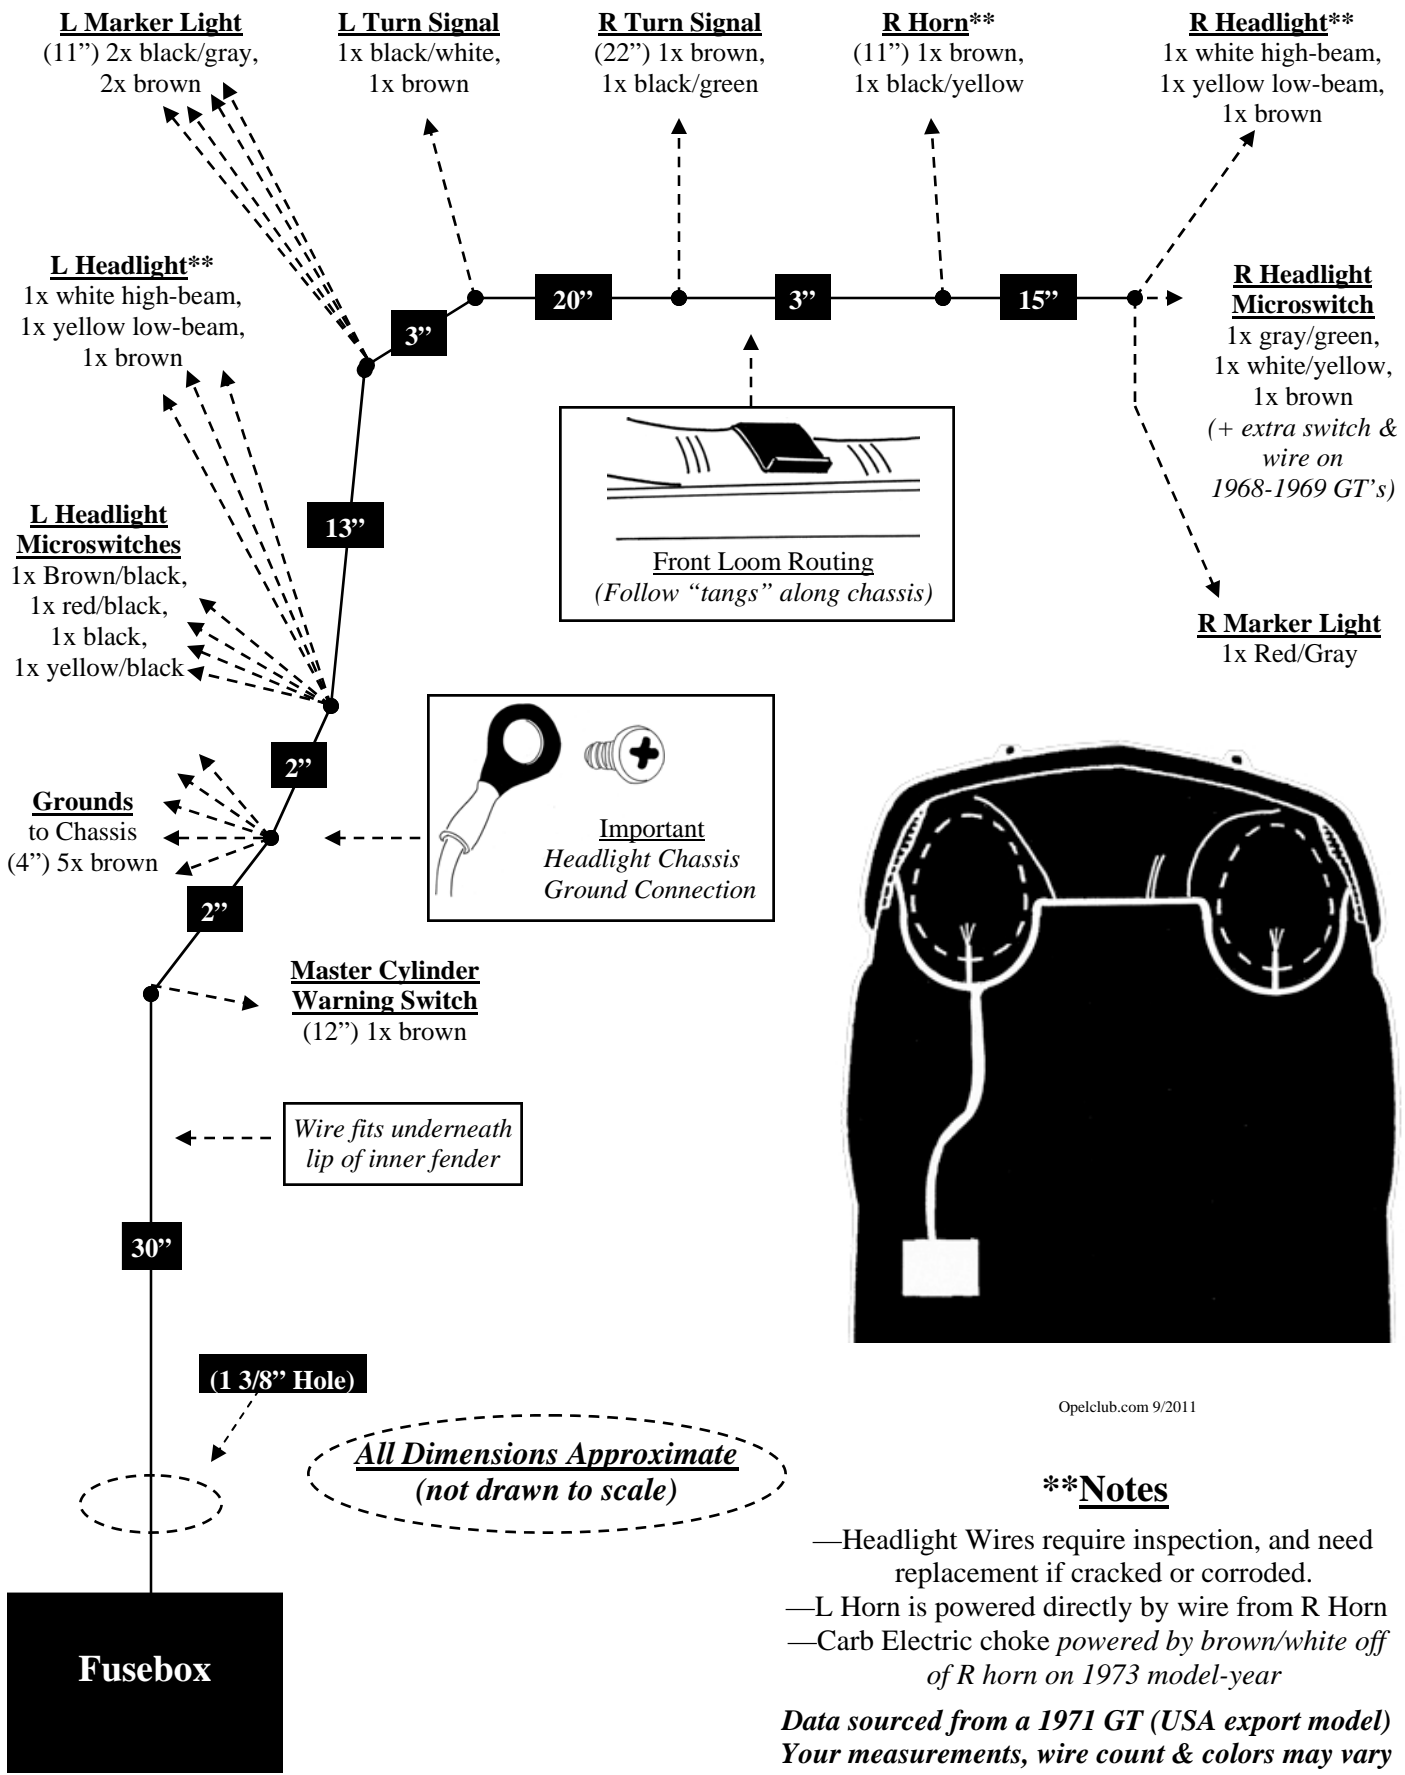 L Marker Light
(11”) 2x black/gray,
2x brown
L Turn Signal
1x black/white,
1x brown
R Turn Signal
(22”) 1x brown,
1x black/green
R Horn**
(11”) 1x brown,
1x black/yellow
R Headlight**
1x white high-beam,
1x yellow low-beam,
1x brown
L Headlight**
1x white high-beam,
1x yellow low-beam,
1x brown
3”
20”
3”
15”
R Headlight
Microswitch
1x gray/green,
1x white/yellow,
1x brown
(+ extra switch &
wire on
1968-1969 GT’s)
13”
Front Loom Routing
(Follow “tangs” along chassis)
L Headlight
Microswitches
1x Brown/black,
1x red/black,
1x black,
1x yellow/black
R Marker Light
1x Red/Gray
2”
Grounds
to Chassis
(4”) 5x brown
Important
Headlight Chassis
Ground Connection
2”
Master Cylinder
Warning Switch
(12”) 1x brown
Wire fits underneath
lip of inner fender
30”
(1 3/8” Hole)
All Dimensions Approximate
(not drawn to scale)
Fusebox
Opelclub.com 9/2011
**Notes
—Headlight Wires require inspection, and need
replacement if cracked or corroded.
—L Horn is powered directly by wire from R Horn
—Carb Electric choke powered by brown/white off
of R horn on 1973 model-year
Data sourced from a 1971 GT (USA export model)
Your measurements, wire count & colors may vary